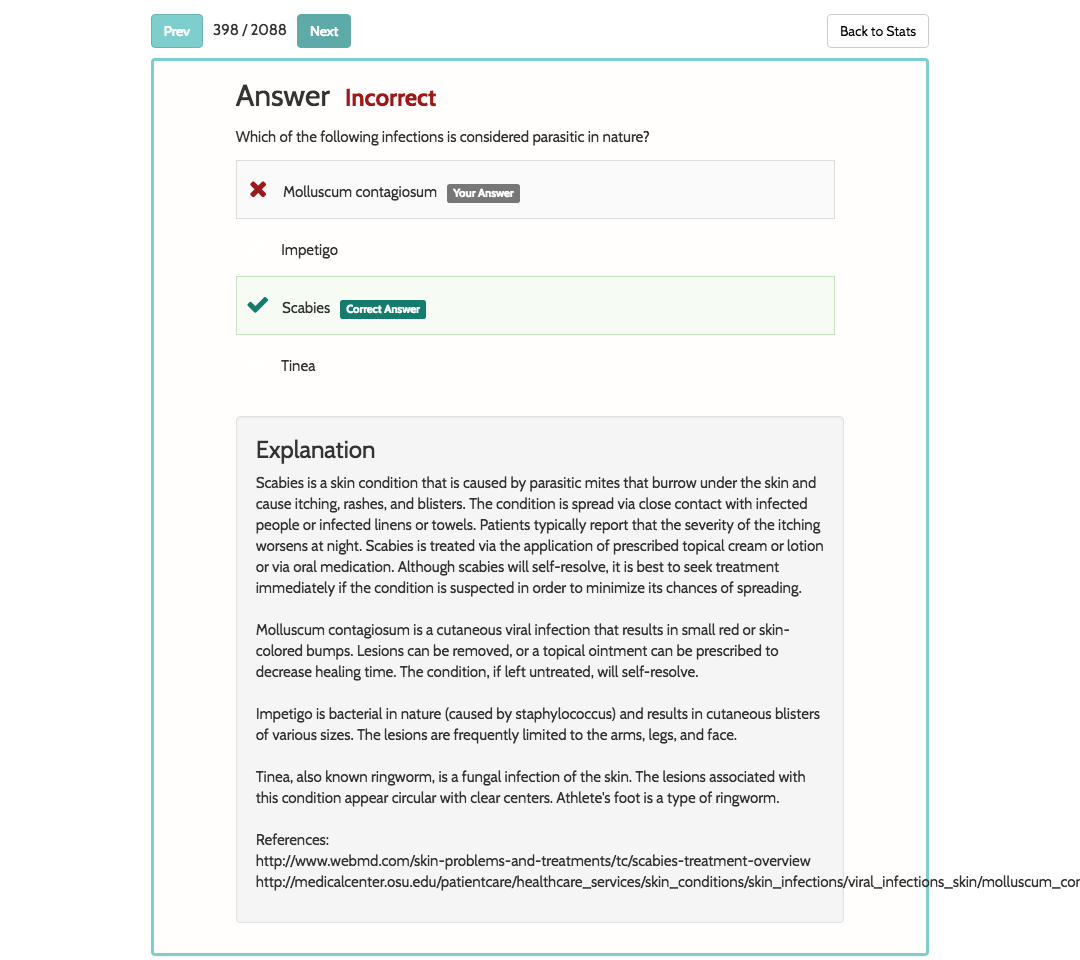 Prev 398 / 2088 Next Back to Stats
Answer Incorrect
Which of the following infections is considered parasitic in nature?
Molluscum contagiosum Your Answer
Impetigo
Scabies Correct Answer
Tinea
Explanation
Scabies is a skin condition that is caused by parasitic mites that burrow under the skin and
cause itching, rashes, and blisters. The condition is spread via close contact with infected
people or infected linens or towels. Patients typically report that the severity of the itching
worsens at night. Scabies is treated via the application of prescribed topical cream or lotion
or via oral medication. Although scabies will self-resolve, it is best to seek treatment
immediately if the condition is suspected in order to minimize its chances of spreading.
Molluscum contagiosum is a cutaneous viral infection that results in small red or skin-
colored bumps. Lesions can be removed, or a topical ointment can be prescribed to
decrease healing time. The condition, if left untreated, will self-resolve.
Impetigo is bacterial in nature (caused by staphylococcus) and results in cutaneous blisters
of various sizes. The lesions are frequently limited to the arms, legs, and face.
Tinea, also known ringworm, is a fungal infection of the skin. The lesions associated with
this condition appear circular with clear centers. Athlete's foot is a type of ringworm.
References:
http://www.webmd.com/skin-problems-and-treatments/tc/scabies-treatment-overview
http://medicalcenter.osu.edu/patientcare/healthcare_services/skin_conditions/skin_infections/viral_infections_skin/molluscum_cor